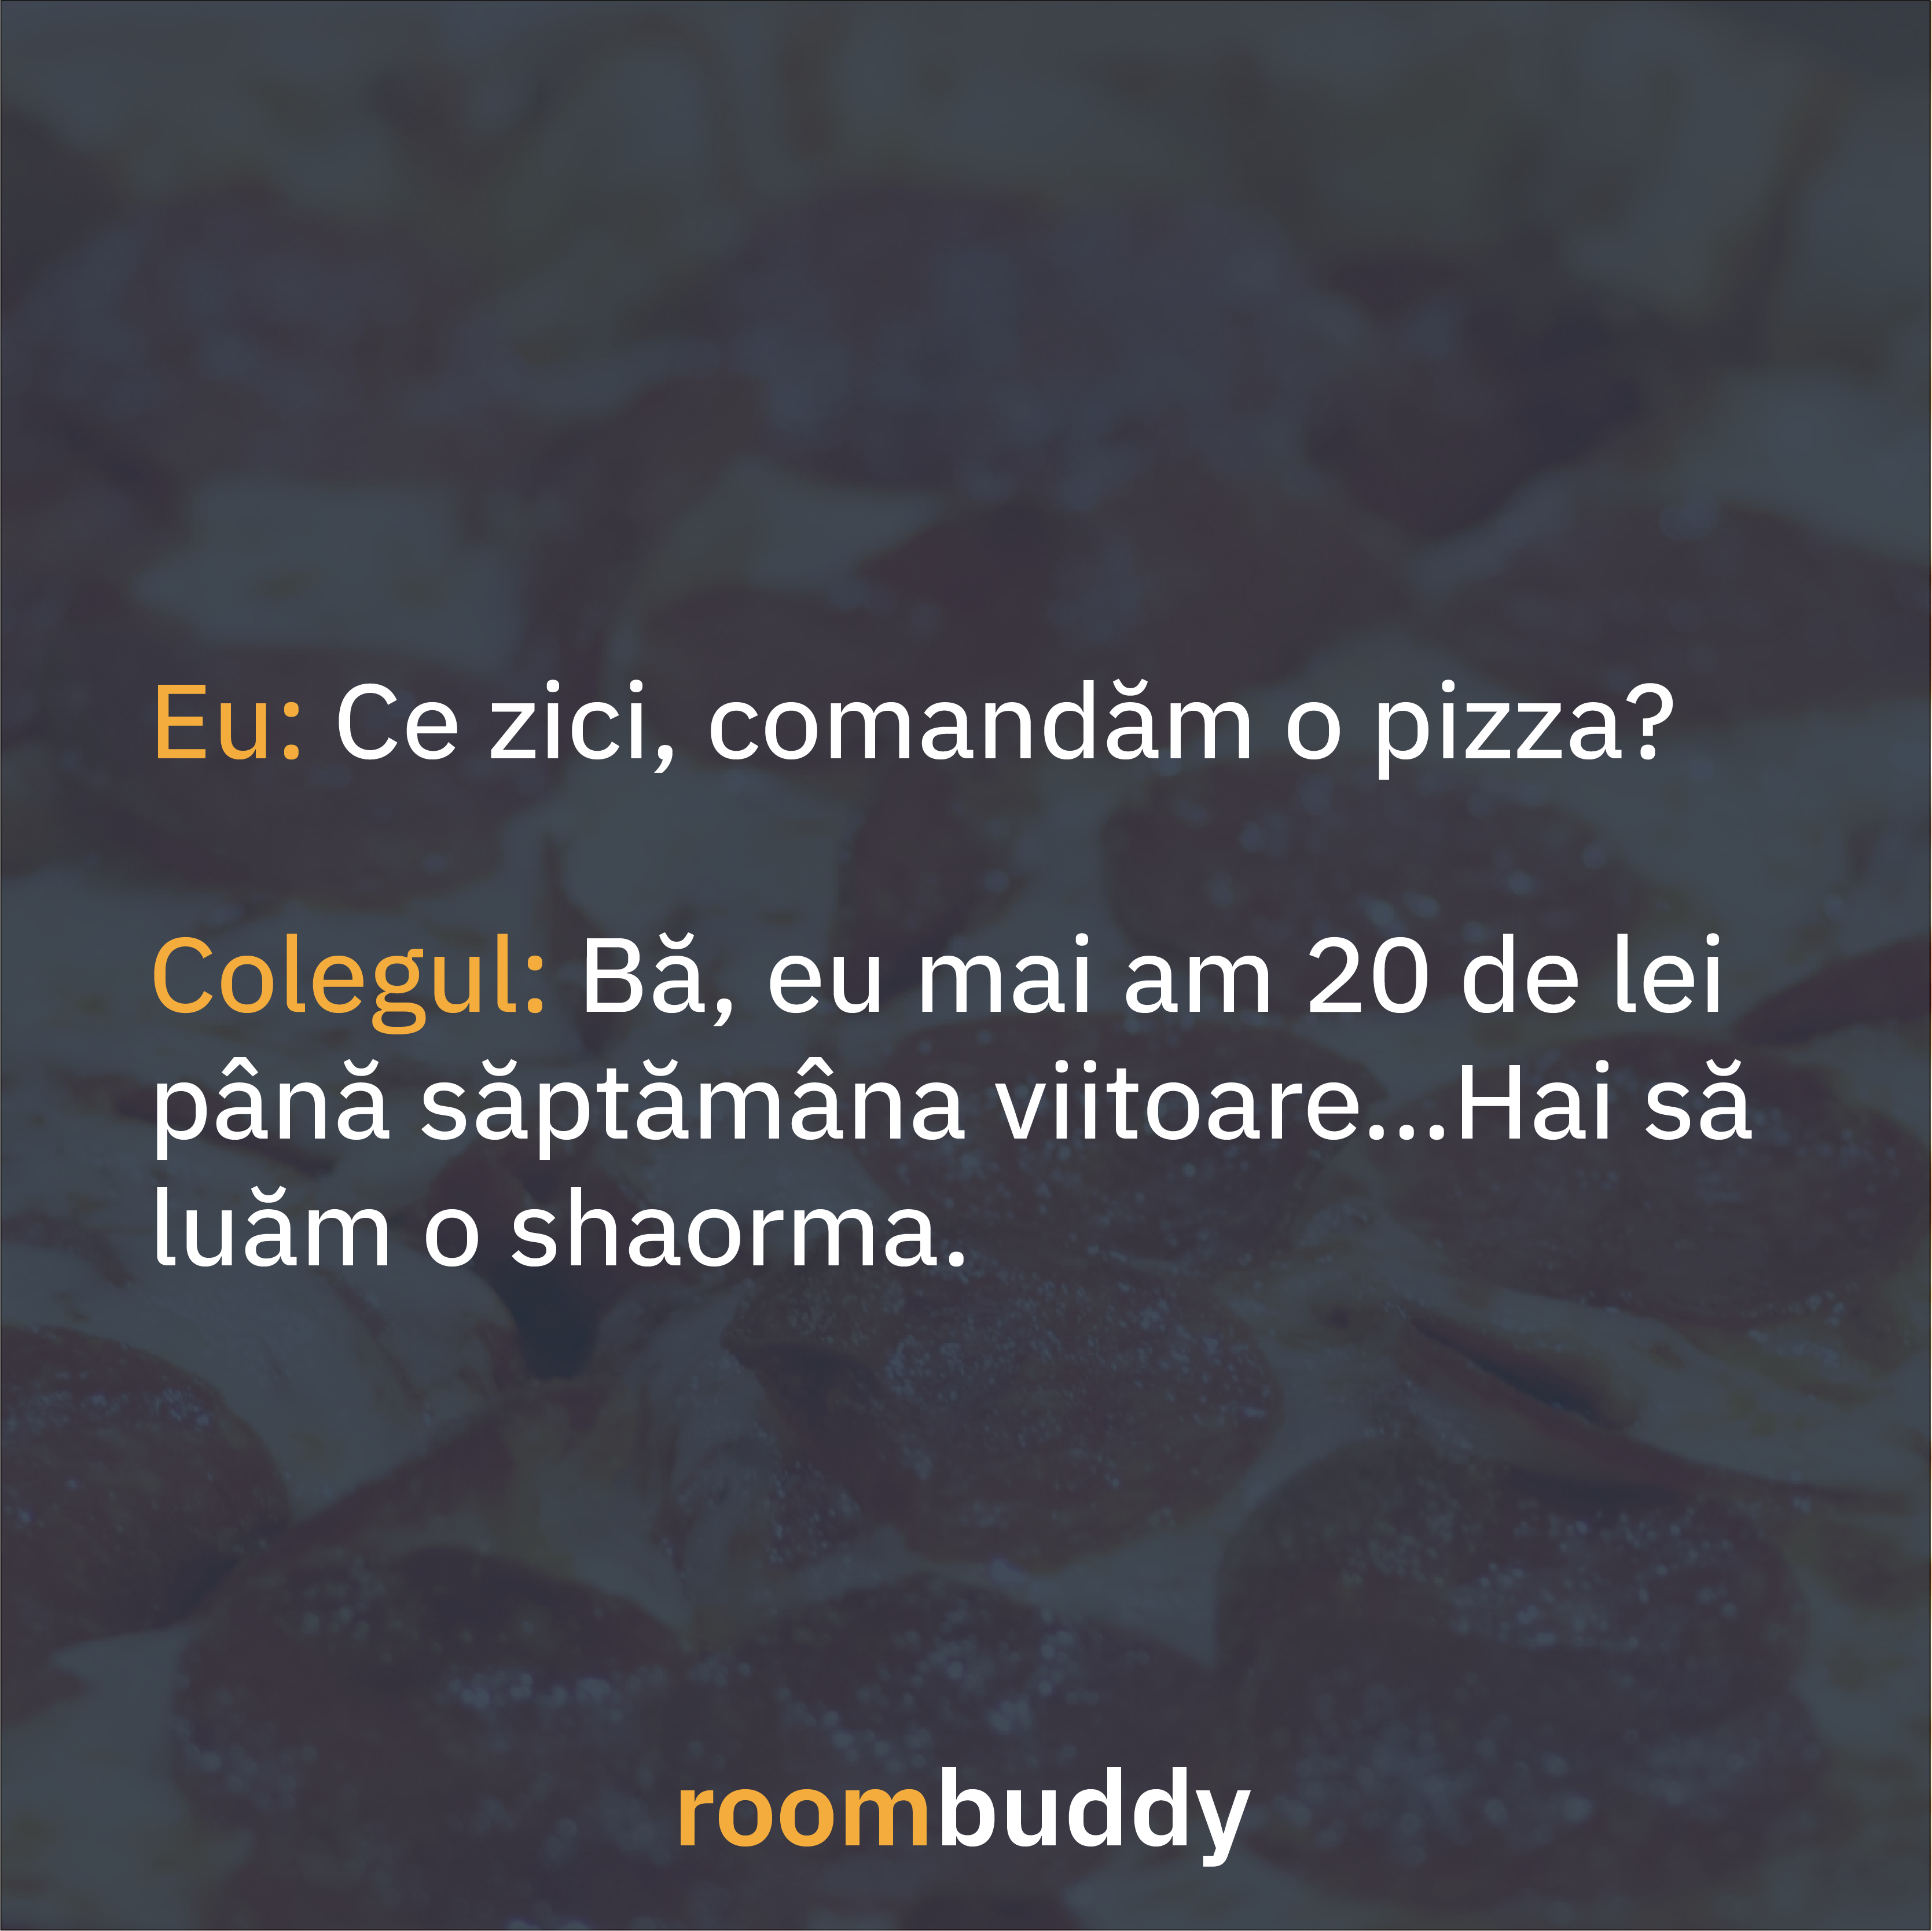 Eu: Ce zici, comandăm o pizza?
Colegul: Bă, eu mai am 20 de lei
până săptămâna viitoare...Hai să
luăm o shaorma.
roombuddy